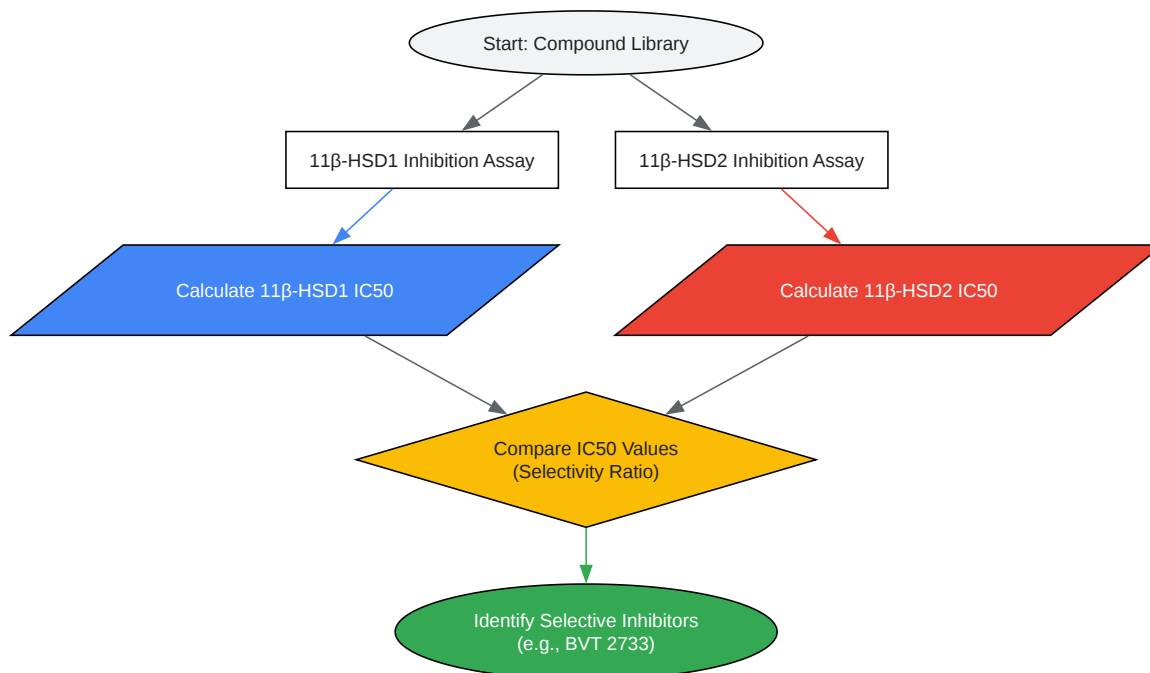 Start: Compound Library
11β-HSD1 Inhibition Assay
11β-HSD2 Inhibition Assay
Calculate 11β-HSD1 IC50
Calculate 11β-HSD2 IC50
Compare IC50 Values
(Selectivity Ratio)
Identify Selective Inhibitors
(e.g., BVT 2733)